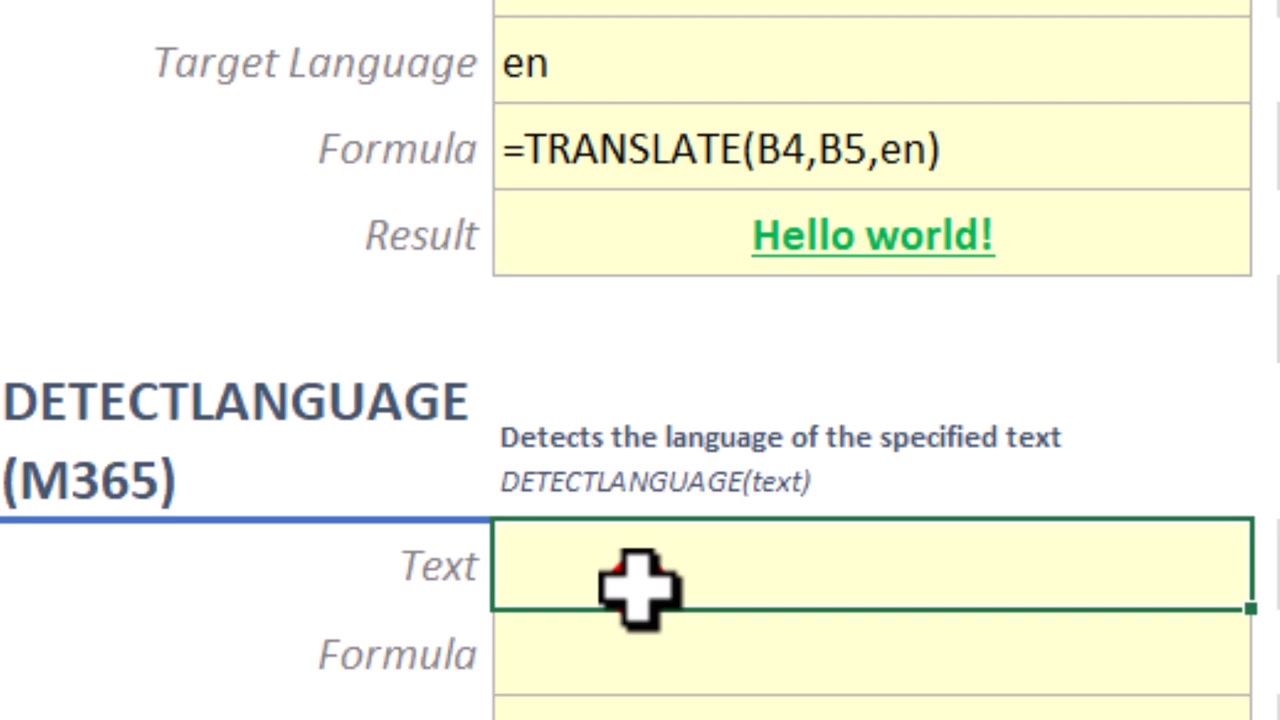 Target Language en
Formula =TRANSLATE(B4,B5,en)
Result Hello world!
DETECTLANGUAGE
(M365)
Detects the language of the specified text
DETECTLANGUAGE(text)
Text
Formula